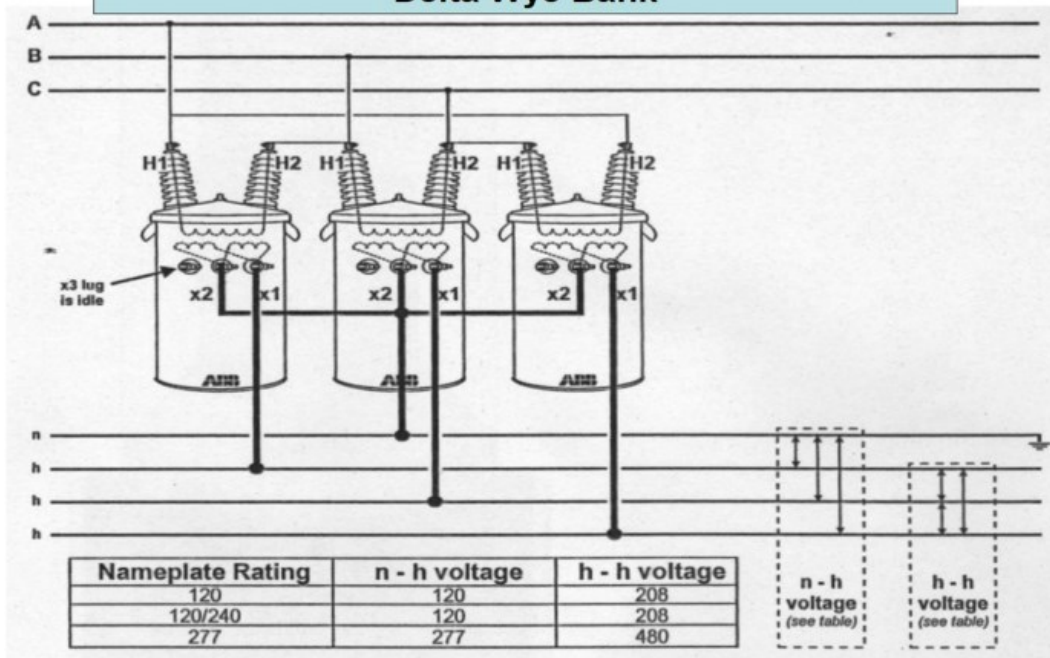 Delta Wye Bank
A
B
C
H1 H2 H1 H2 H1 H2
x3 lug
is idle
x2 x1 x2 x1 x2 x1
ABB ABB ABB
n
h
h
h
Nameplate Rating n - h voltage h - h voltage
120 120 208
120/240 120 208
277 277 480
n - h
voltage
(see table)
h - h
voltage
(see table)